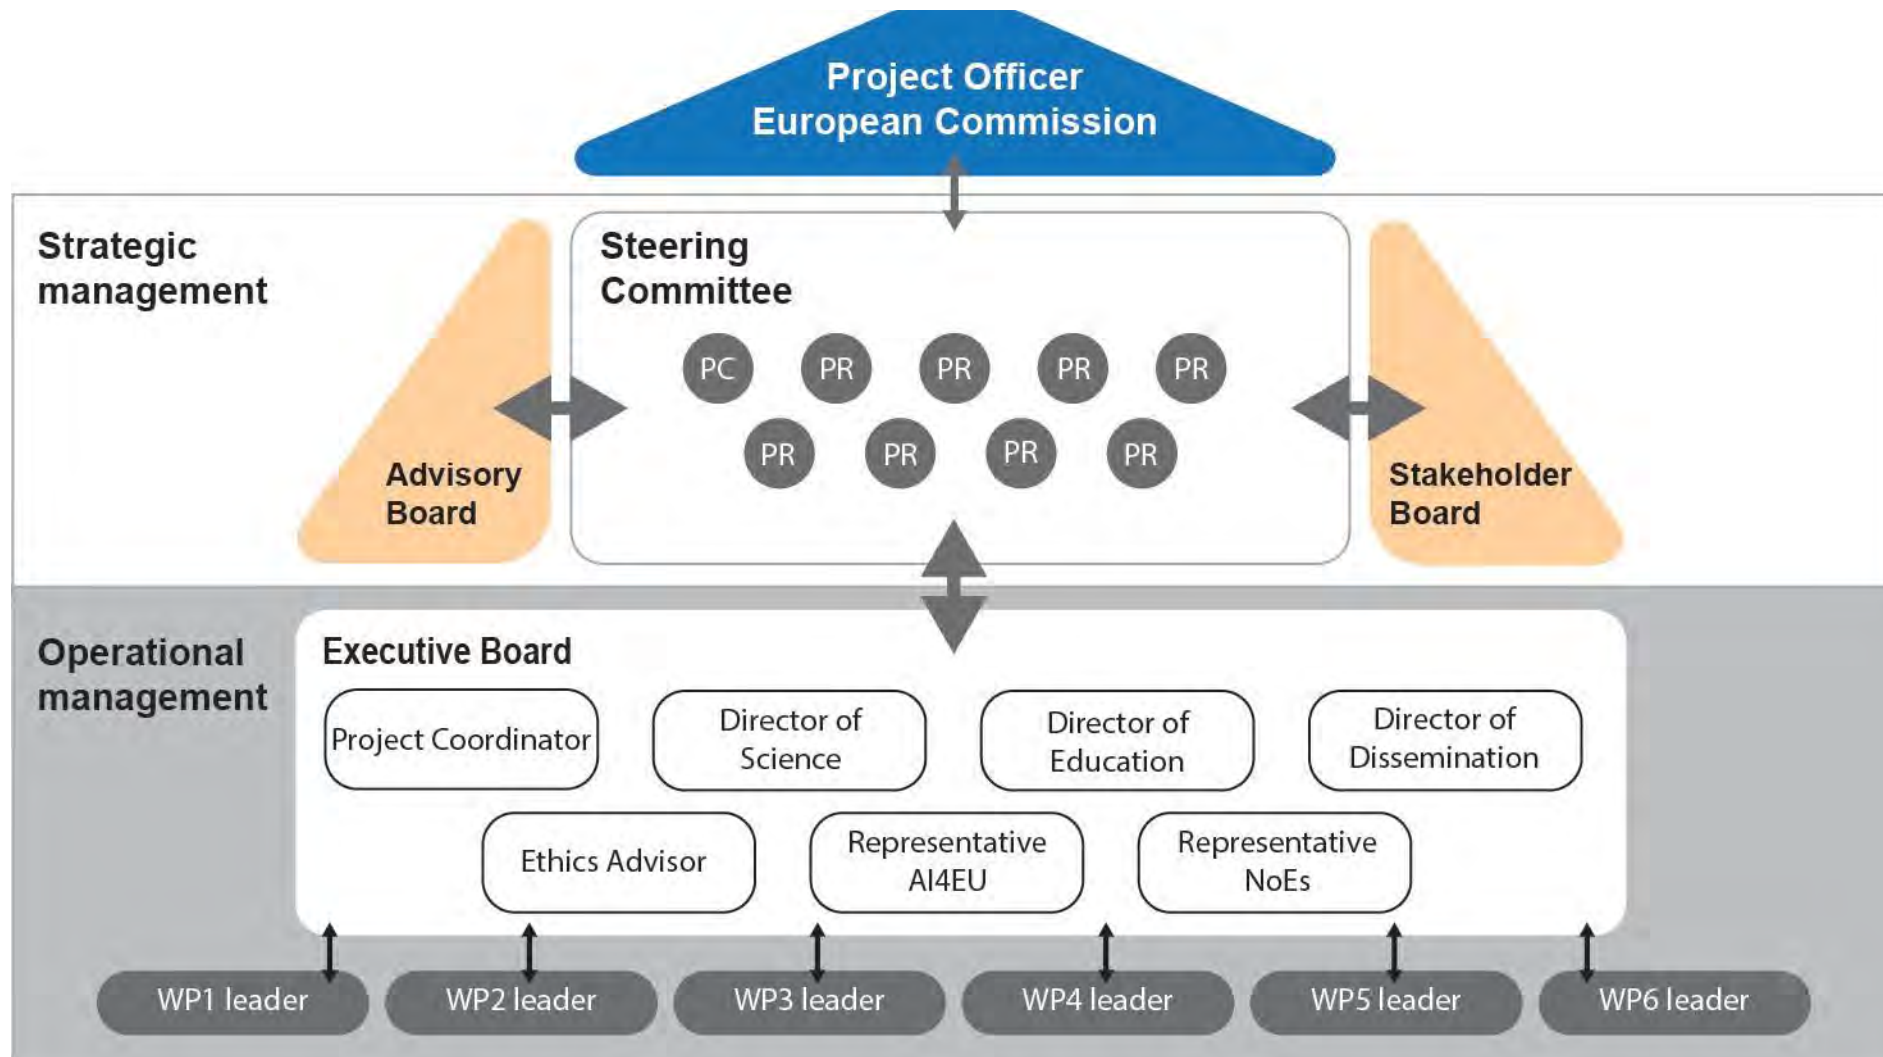 Project Officer
European Commission
Strategic
management
Steering
Committee
PC PR PR PR PR
PR PR PR PR
Advisory
Board
Stakeholder
Board
Operational
management
Executive Board
Project Coordinator
Director of
Science
Director of
Education
Director of
Dissemination
Ethics Advisor
Representative
AI4EU
Representative
NoEs
WP1 leader
WP2 leader
WP3 leader
WP4 leader
WP5 leader
WP6 leader